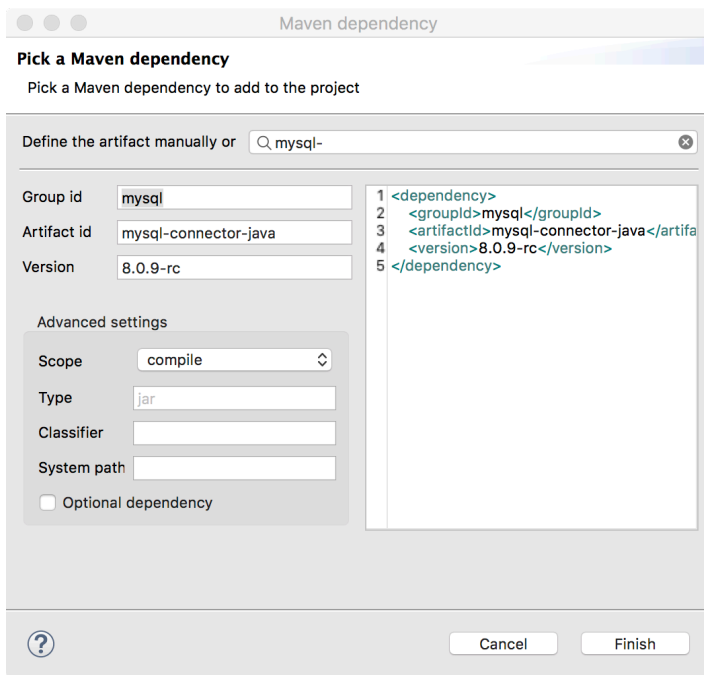 Maven dependency
Pick a Maven dependency
Pick a Maven dependency to add to the project
Define the artifact manually or mysql-
Group id mysql
Artifact id mysql-connector-java
Version 8.0.9-rc
1 <dependency>
2 <groupId>mysql</groupId>
3 <artifactId>mysql-connector-java</artifa
4 <version>8.0.9-rc</version>
5 </dependency>
Advanced settings
Scope compile
Type jar
Classifier
System path
Optional dependency
?
Cancel Finish